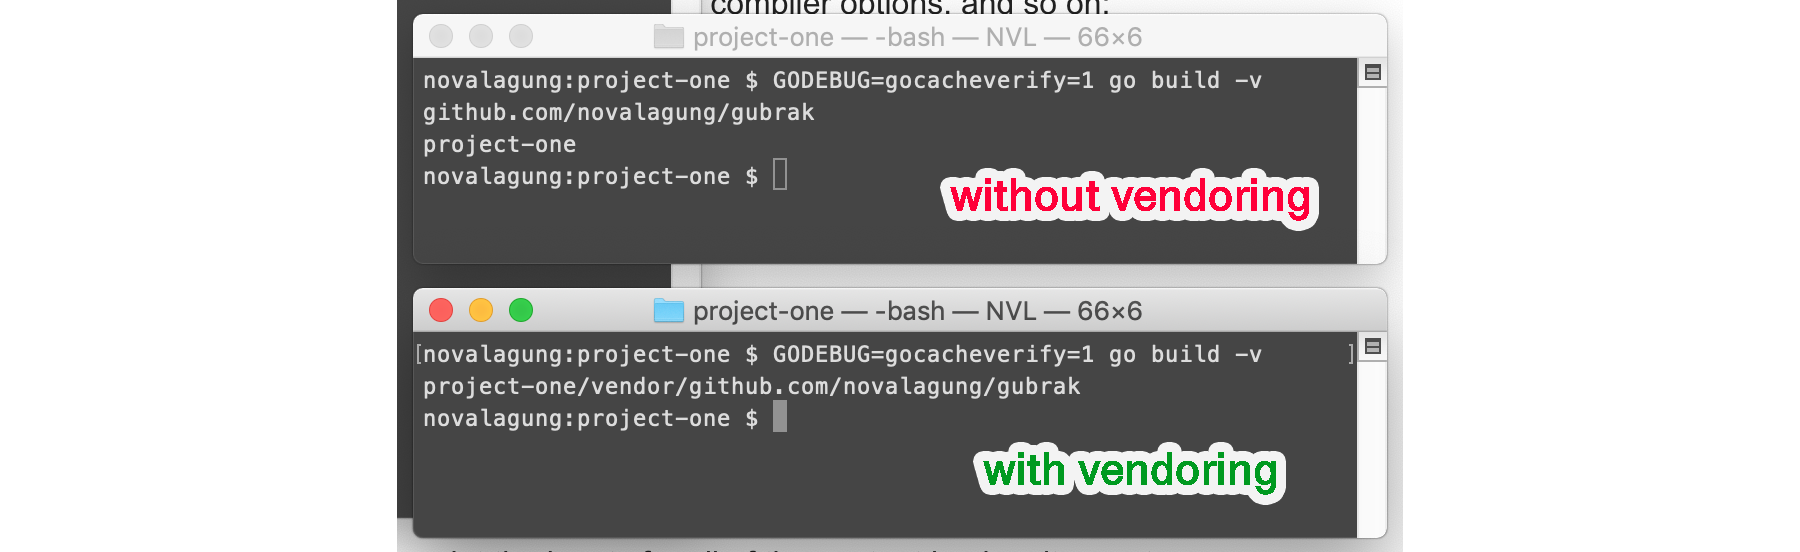 compiler options, and so on:
project-one — -bash — NVL — 66×6
novalagung:project-one $ GODEBUG=gocacheverify=1 go build -v
github.com/novalagung/gubrak
project-one
novalagung:project-one $
without vendoring
project-one — -bash — NVL — 66×6
[novalagung:project-one $ GODEBUG=gocacheverify=1 go build -v ]
project-one/vendor/github.com/novalagung/gubrak
novalagung:project-one $
with vendoring